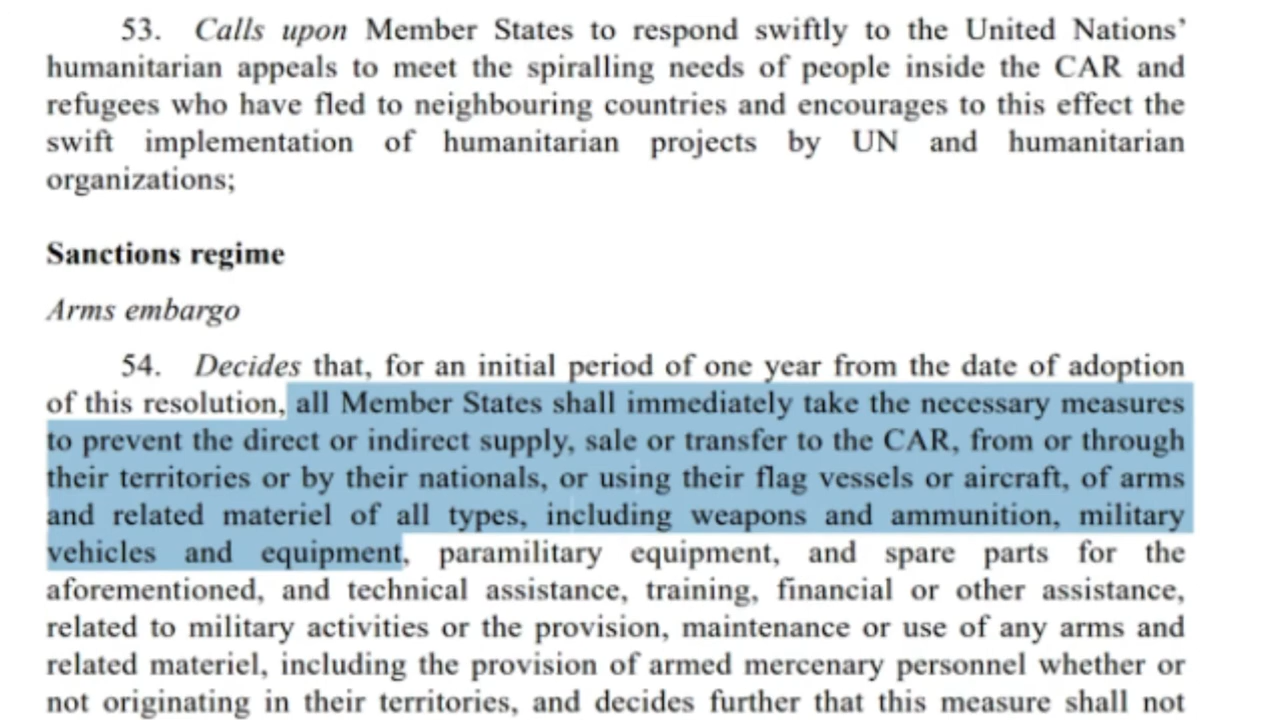 53. Calls upon Member States to respond swiftly to the United Nations’
humanitarian appeals to meet the spiralling needs of people inside the CAR and
refugees who have fled to neighbouring countries and encourages to this effect the
swift implementation of humanitarian projects by UN and humanitarian
organizations;
Sanctions regime
Arms embargo
54. Decides that, for an initial period of one year from the date of adoption
of this resolution, all Member States shall immediately take the necessary measures
to prevent the direct or indirect supply, sale or transfer to the CAR, from or through
their territories or by their nationals, or using their flag vessels or aircraft, of arms
and related materiel of all types, including weapons and ammunition, military
vehicles and equipment, paramilitary equipment, and spare parts for the
aforementioned, and technical assistance, training, financial or other assistance,
related to military activities or the provision, maintenance or use of any arms and
related materiel, including the provision of armed mercenary personnel whether or
not originating in their territories, and decides further that this measure shall not